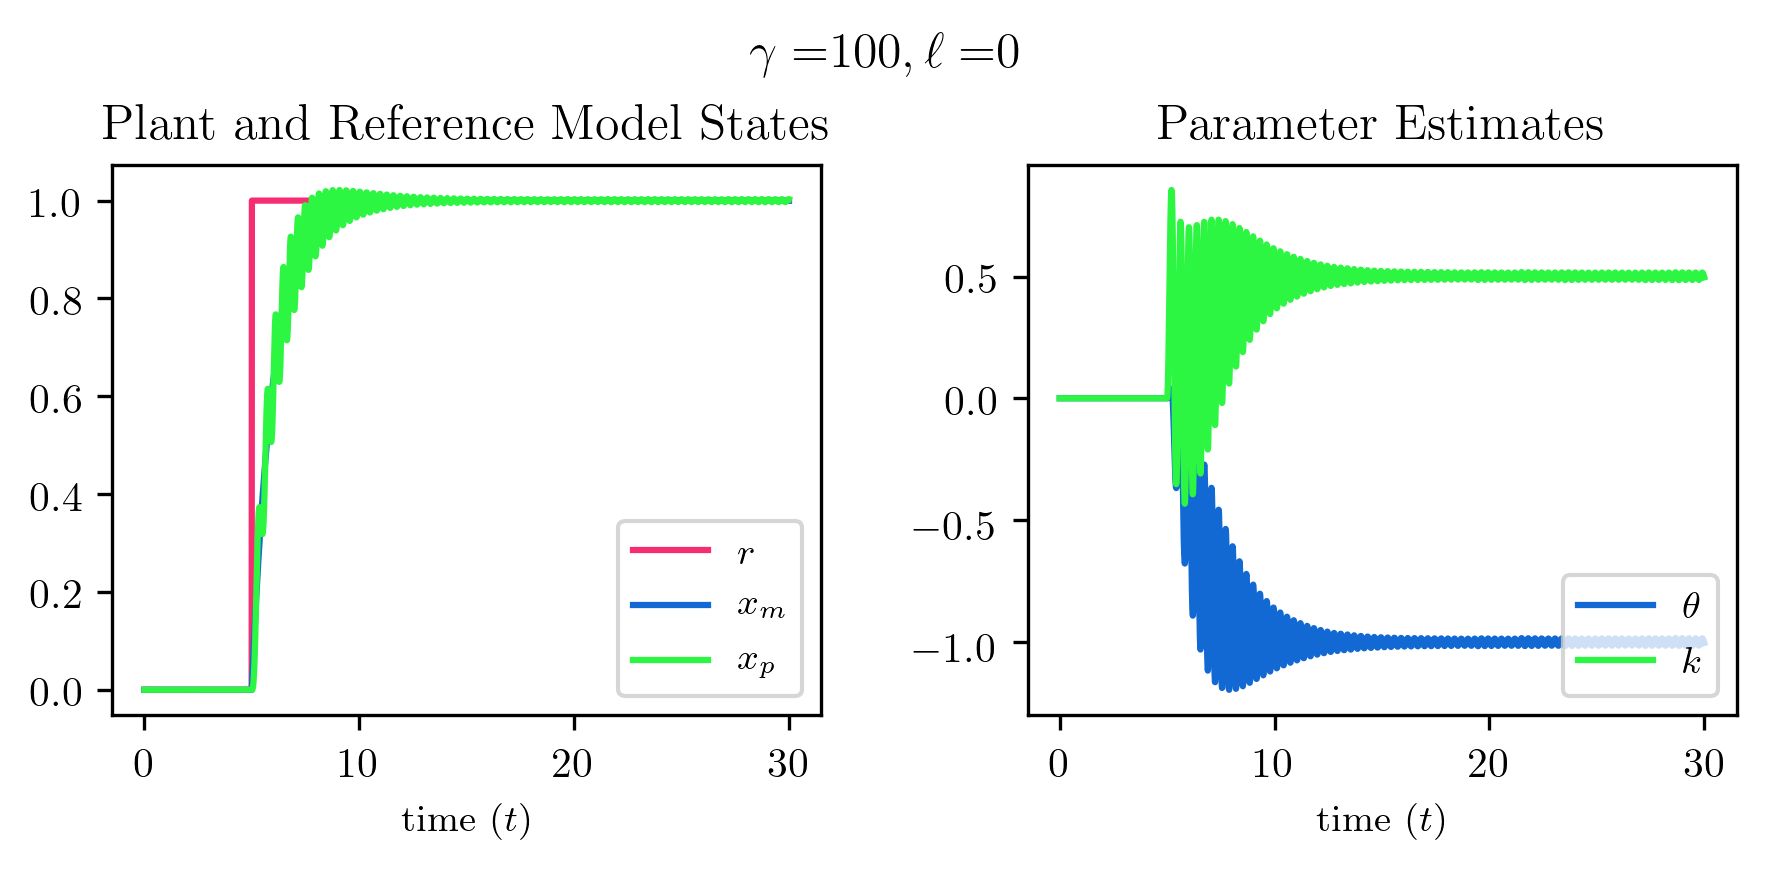 γ =100, ℓ =0
Plant and Reference Model States
1.0
0.8
0.6
0.4
0.2
0.0
0
10
20
30
time (t)
r
x_m
x_p
Parameter Estimates
0.5
0.0
−0.5
−1.0
0
10
20
30
time (t)
θ
k